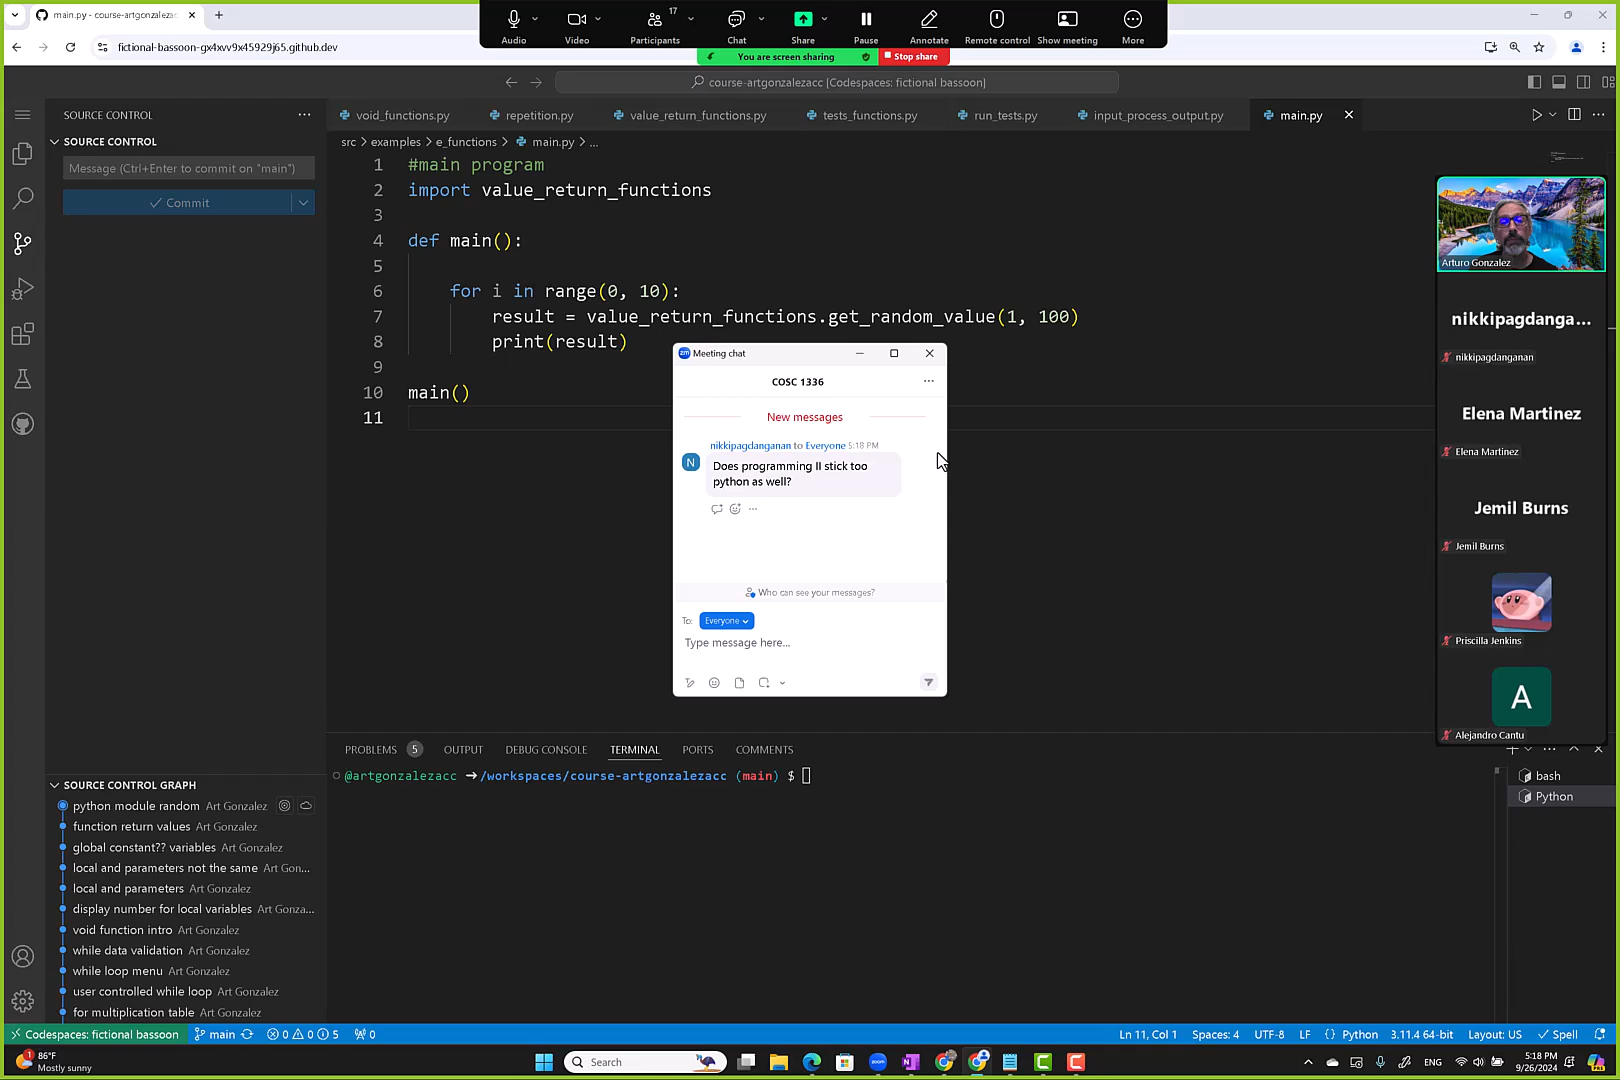 main.py - course-artgonzalezac
fictional-bassoon-gx4xvv9x45929j65.github.dev
Audio
Video
Participants
17
Chat
Share
Pause
Annotate
Remote control
Show meeting
More
You are screen sharing
Stop share
course-artgonzalezacc [Codespaces: fictional bassoon]
SOURCE CONTROL
SOURCE CONTROL
Message (Ctrl+Enter to commit on "main")
Commit
void_functions.py
repetition.py
value_return_functions.py
tests_functions.py
run_tests.py
input_process_output.py
main.py
src > examples > e_functions > main.py > ...
1 #main program
2 import value_return_functions
3
4 def main():
5
6 for i in range(0, 10):
7 result = value_return_functions.get_random_value(1, 100)
8 print(result)
9
10 main()
11
Meeting chat
COSC 1336
New messages
nikkipagdanganan to Everyone 5:18 PM
N
Does programming II stick too
python as well?
Who can see your messages?
To: Everyone
Type message here...
Arturo Gonzalez
nikkipagdanga...
nikkipagdanganan
Elena Martinez
Elena Martinez
Jemil Burns
Jemil Burns
Priscilla Jenkins
A
Alejandro Cantu
PROBLEMS 5
OUTPUT
DEBUG CONSOLE
TERMINAL
PORTS
COMMENTS
@artgonzalezacc ➜/workspaces/course-artgonzalezacc (main) $
bash
Python
SOURCE CONTROL GRAPH
python module random Art Gonzalez
function return values Art Gonzalez
global constant?? variables Art Gonzalez
local and parameters not the same Art Gon...
local and parameters Art Gonzalez
display number for local variables Art Gonza...
void function intro Art Gonzalez
while data validation Art Gonzalez
while loop menu Art Gonzalez
user controlled while loop Art Gonzalez
for multiplication table Art Gonzalez
Codespaces: fictional bassoon
main
0 0 5
0
Ln 11, Col 1
Spaces: 4
UTF-8
LF
{} Python
3.11.4 64-bit
Layout: US
Spell
1
86°F
Mostly sunny
Search
zoom
ENG
5:18 PM
9/26/2024